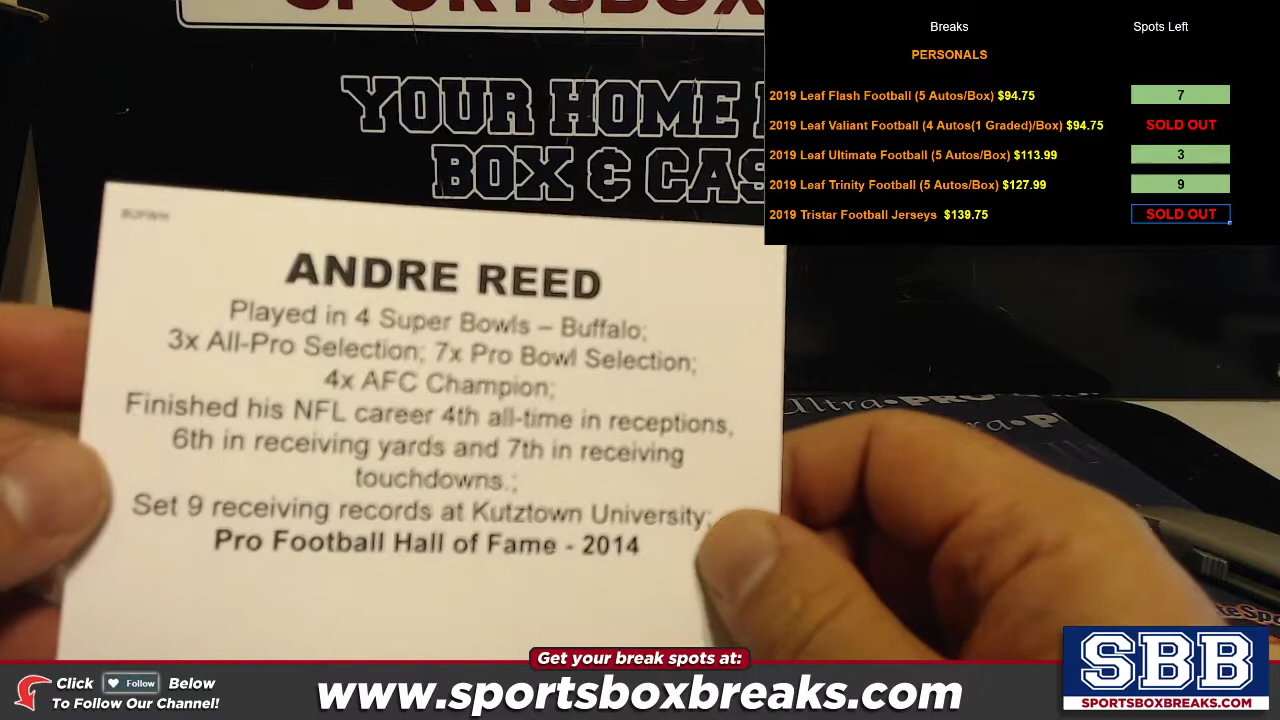 SPORTSBOX
YOUR HOME
BOX & CAS
Breaks Spots Left
PERSONALS
2019 Leaf Flash Football (5 Autos/Box) $94.75 7
2019 Leaf Valiant Football (4 Autos(1 Graded)/Box) $94.75 SOLD OUT
2019 Leaf Ultimate Football (5 Autos/Box) $113.99 3
2019 Leaf Trinity Football (5 Autos/Box) $127.99 9
2019 Tristar Football Jerseys $139.75 SOLD OUT
ANDRE REED
Played in 4 Super Bowls – Buffalo;
3x All-Pro Selection; 7x Pro Bowl Selection;
4x AFC Champion;
Finished his NFL career 4th all-time in receptions,
6th in receiving yards and 7th in receiving
touchdowns.;
Set 9 receiving records at Kutztown University;
Pro Football Hall of Fame - 2014
Ultra•PRO
Get your break spots at:
Click Follow Below
To Follow Our Channel!
www.sportsboxbreaks.com
SBB
SPORTSBOXBREAKS.COM